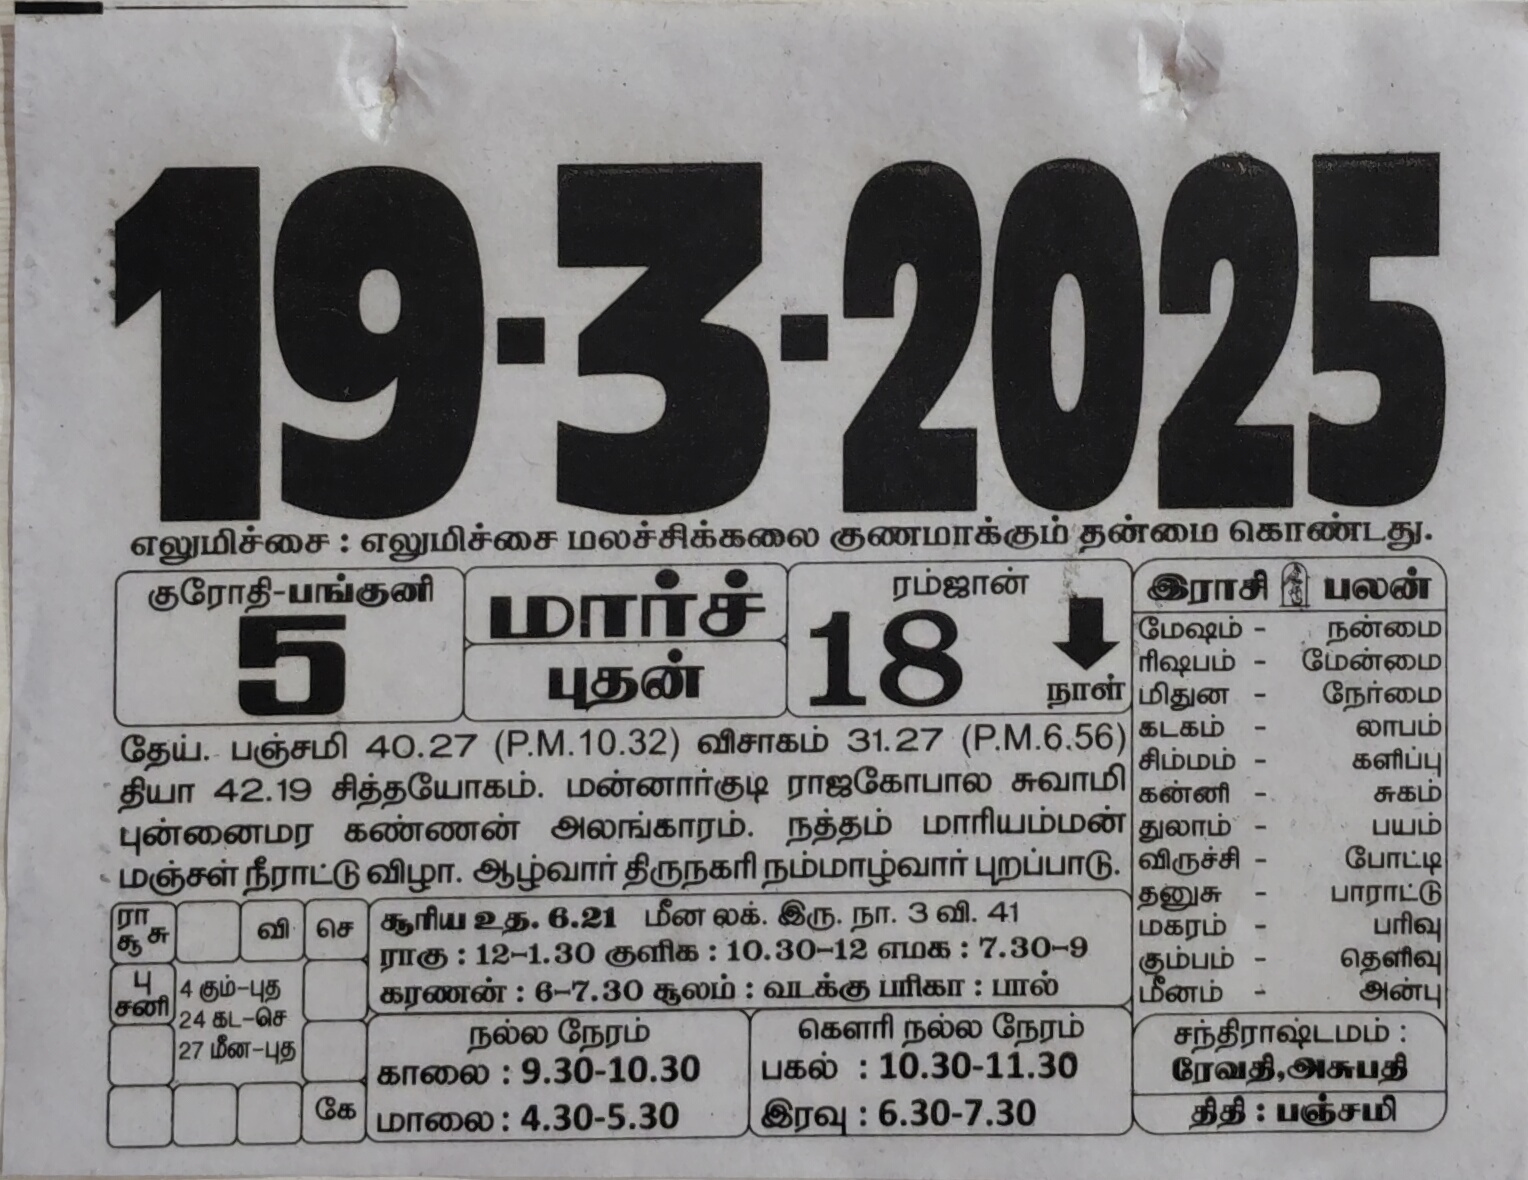 19-3-2025
எலுமிச்சை : எலுமிச்சை மலச்சிக்கலை குணமாக்கும் தன்மை கொண்டது.
குரோதி-பங்குனி
5
மார்ச்
புதன்
ரம்ஜான்
18
நாள்
தேய். பஞ்சமி 40.27 (P.M.10.32) விசாகம் 31.27 (P.M.6.56)
தியா 42.19 சித்தயோகம். மன்னார்குடி ராஜகோபால சுவாமி
புன்னைமர கண்ணன் அலங்காரம். நத்தம் மாரியம்மன்
மஞ்சள் நீராட்டு விழா. ஆழ்வார் திருநகரி நம்மாழ்வார் புறப்பாடு.
இராசி பலன்
மேஷம் - நன்மை
ரிஷபம் - மேன்மை
மிதுன - நேர்மை
கடகம் - லாபம்
சிம்மம் - களிப்பு
கன்னி - சுகம்
துலாம் - பயம்
விருச்சி - போட்டி
தனுசு - பாராட்டு
மகரம் - பரிவு
கும்பம் - தெளிவு
மீனம் - அன்பு
சந்திராஷ்டமம் :
ரேவதி,அசுபதி
திதி : பஞ்சமி
ரா
சூ சு
வி
செ
பு
சனி
4 கும்-புத
24 கட-செ
27 மீன-புத
கே
சூரிய உத. 6.21 மீன லக். இரு. நா. 3 வி. 41
ராகு : 12-1.30 குளிக : 10.30-12 எமக : 7.30-9
கரணன் : 6-7.30 சூலம் : வடக்கு பரிகா : பால்
நல்ல நேரம்
காலை : 9.30-10.30
மாலை : 4.30-5.30
கௌரி நல்ல நேரம்
பகல் : 10.30-11.30
இரவு : 6.30-7.30